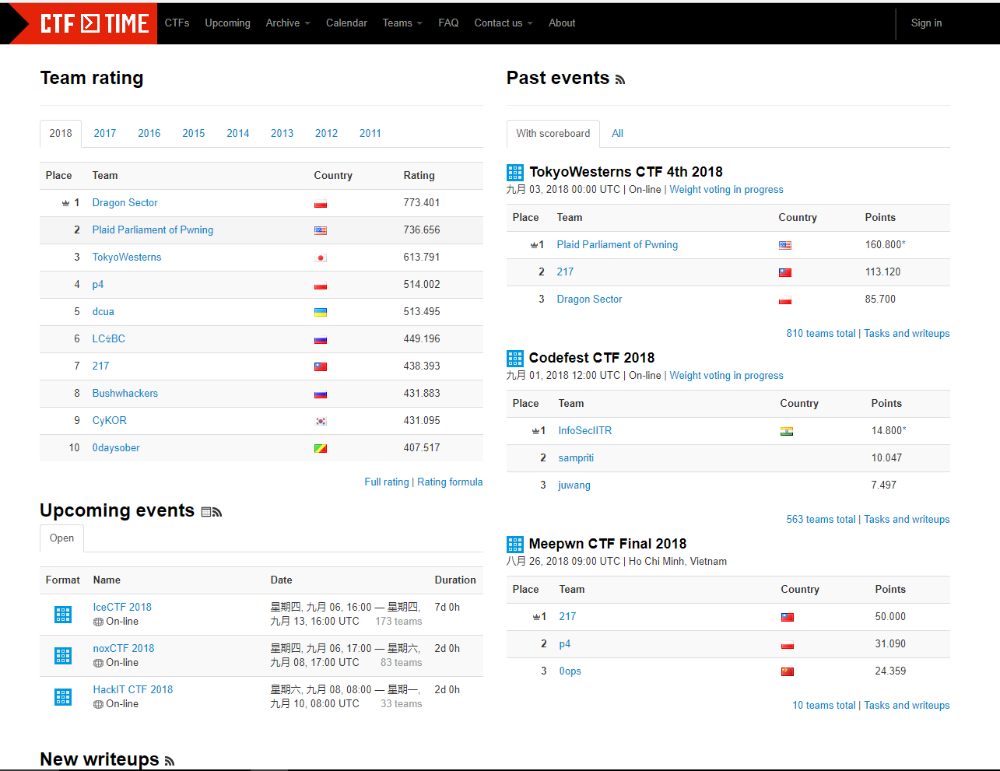 CTF TIME CTFs Upcoming Archive Calendar Teams FAQ Contact us About Sign in
Team rating
2018 2017 2016 2015 2014 2013 2012 2011
Place Team Country Rating
1 Dragon Sector 773.401
2 Plaid Parliament of Pwning 736.656
3 TokyoWesterns 613.791
4 p4 514.002
5 dcua 513.495
6 LC↯BC 449.196
7 217 438.393
8 Bushwhackers 431.883
9 CyKOR 431.095
10 0daysober 407.517
Full rating | Rating formula
Upcoming events
Open
Format Name Date Duration
IceCTF 2018 星期四, 九月 06, 16:00 — 星期四, 7d 0h
On-line 九月 13, 16:00 UTC 173 teams
noxCTF 2018 星期四, 九月 06, 17:00 — 星期六, 2d 0h
On-line 九月 08, 17:00 UTC 83 teams
HackIT CTF 2018 星期六, 九月 08, 08:00 — 星期一, 2d 0h
On-line 九月 10, 08:00 UTC 33 teams
New writeups
Past events
With scoreboard All
TokyoWesterns CTF 4th 2018
九月 03, 2018 00:00 UTC | On-line | Weight voting in progress
Place Team Country Points
1 Plaid Parliament of Pwning 160.800*
2 217 113.120
3 Dragon Sector 85.700
810 teams total | Tasks and writeups
Codefest CTF 2018
九月 01, 2018 12:00 UTC | On-line | Weight voting in progress
Place Team Country Points
1 InfoSecIITR 14.800*
2 sampriti 10.047
3 juwang 7.497
563 teams total | Tasks and writeups
Meepwn CTF Final 2018
八月 26, 2018 09:00 UTC | Ho Chi Minh, Vietnam
Place Team Country Points
1 217 50.000
2 p4 31.090
3 0ops 24.359
10 teams total | Tasks and writeups